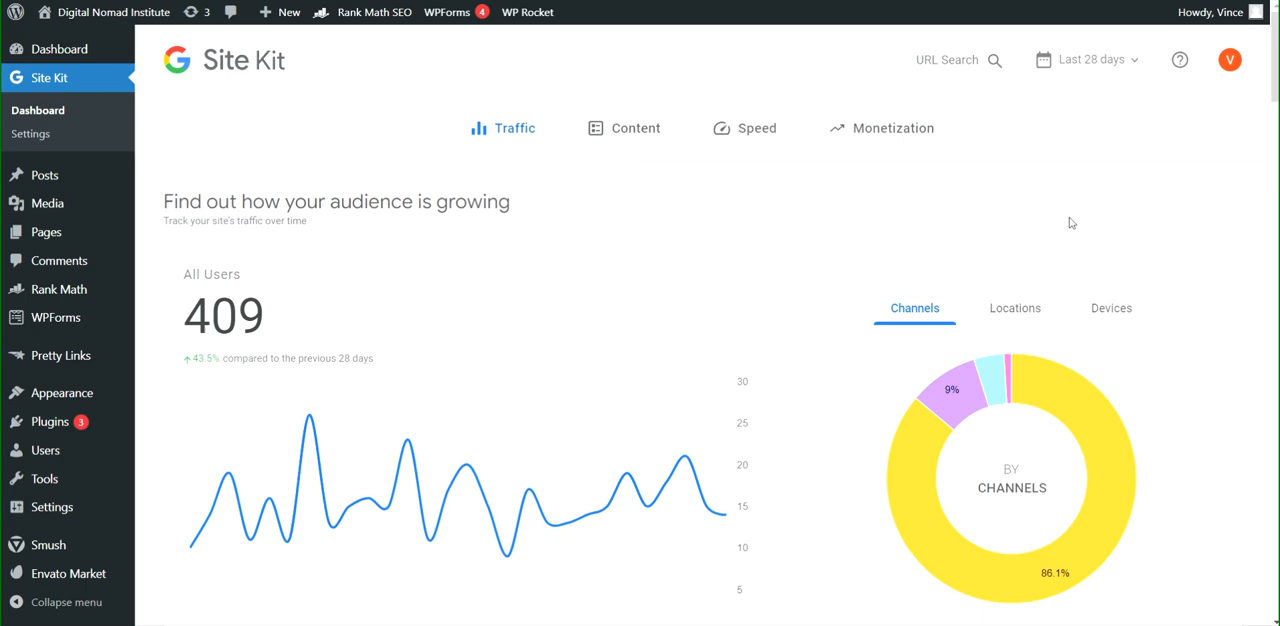 Digital Nomad Institute 3 New Rank Math SEO WPForms 4 WP Rocket Howdy, Vince
Dashboard
Site Kit
Dashboard
Settings
Posts
Media
Pages
Comments
Rank Math
WPForms
Pretty Links
Appearance
Plugins 3
Users
Tools
Settings
Smush
Envato Market
Collapse menu
Site Kit
URL Search Last 28 days V
Traffic Content Speed Monetization
Find out how your audience is growing
Track your site's traffic over time
All Users
409
43.5% compared to the previous 28 days
30
25
20
15
10
5
Channels Locations Devices
9%
BY
CHANNELS
86.1%